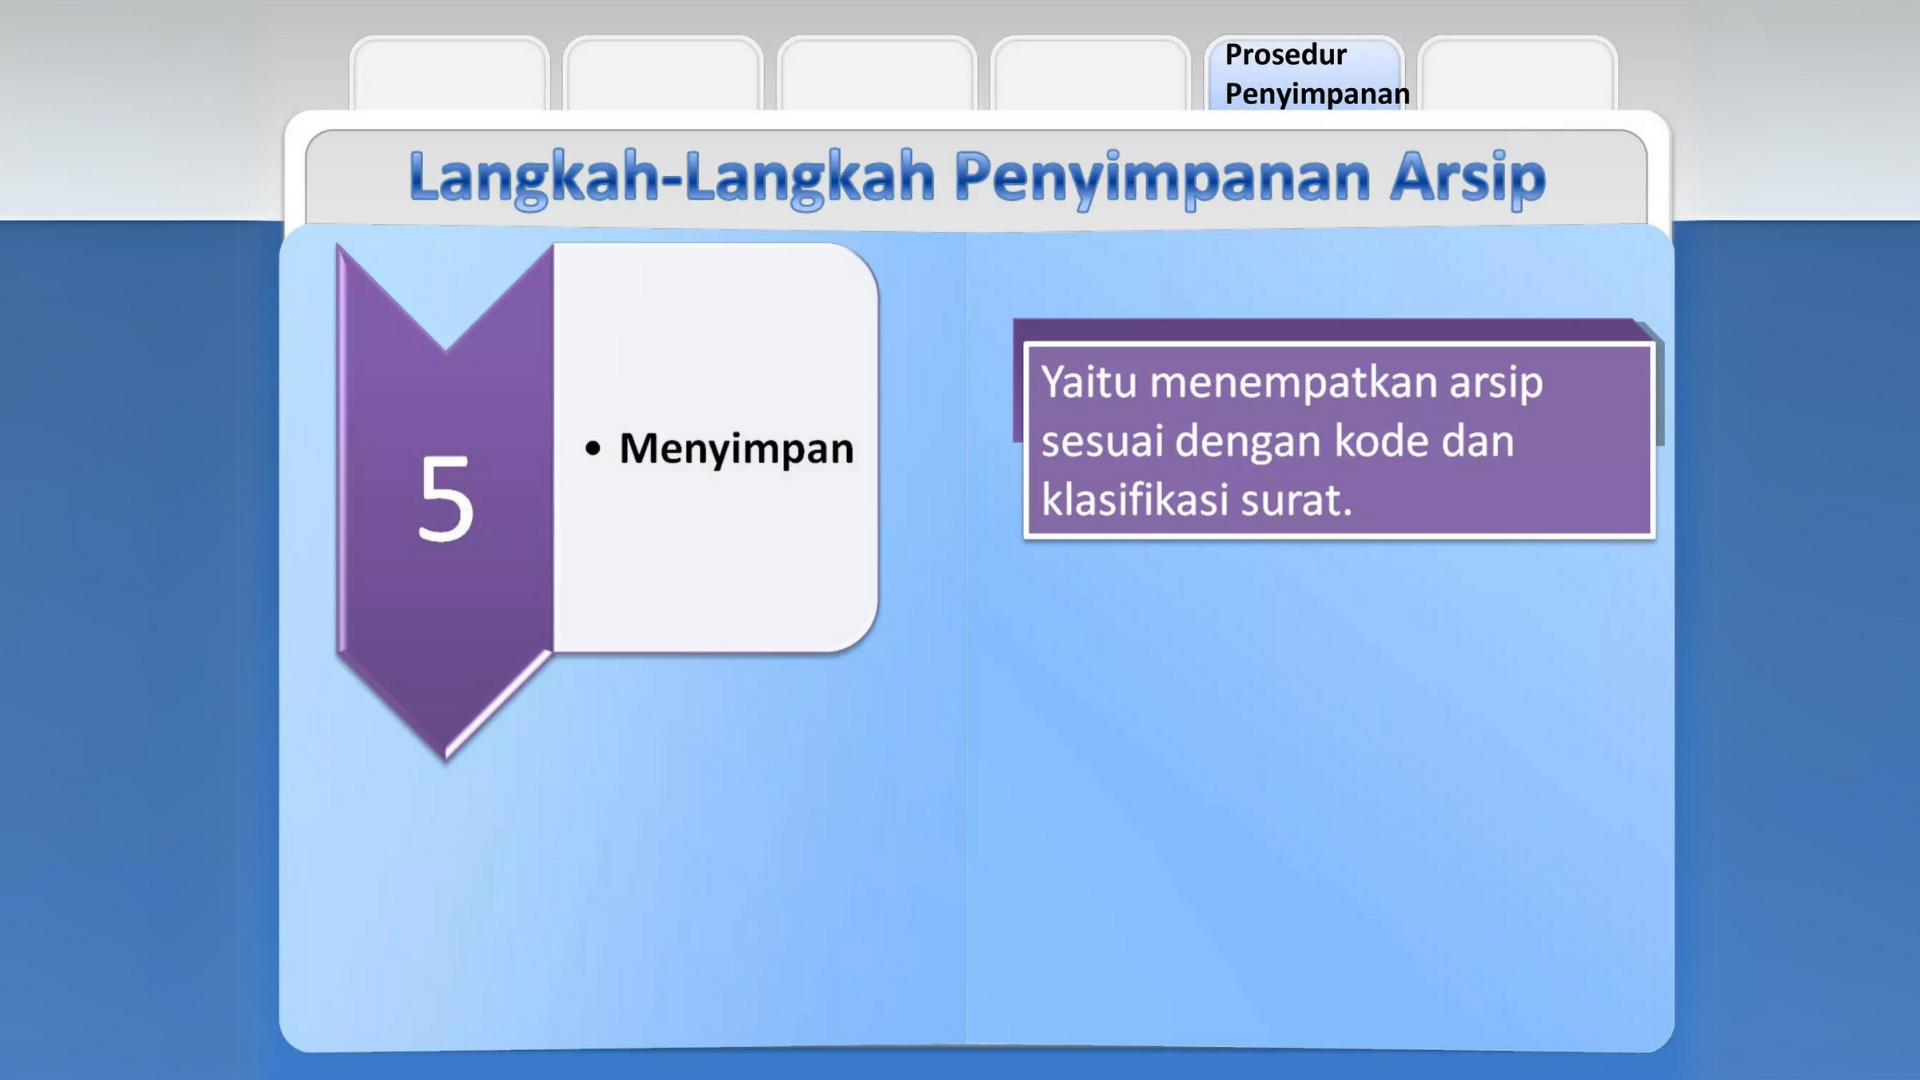 Prosedur
Penyimpanan
Langkah-Langkah Penyimpanan Arsip
5
• Menyimpan
Yaitu menempatkan arsip
sesuai dengan kode dan
klasifikasi surat.